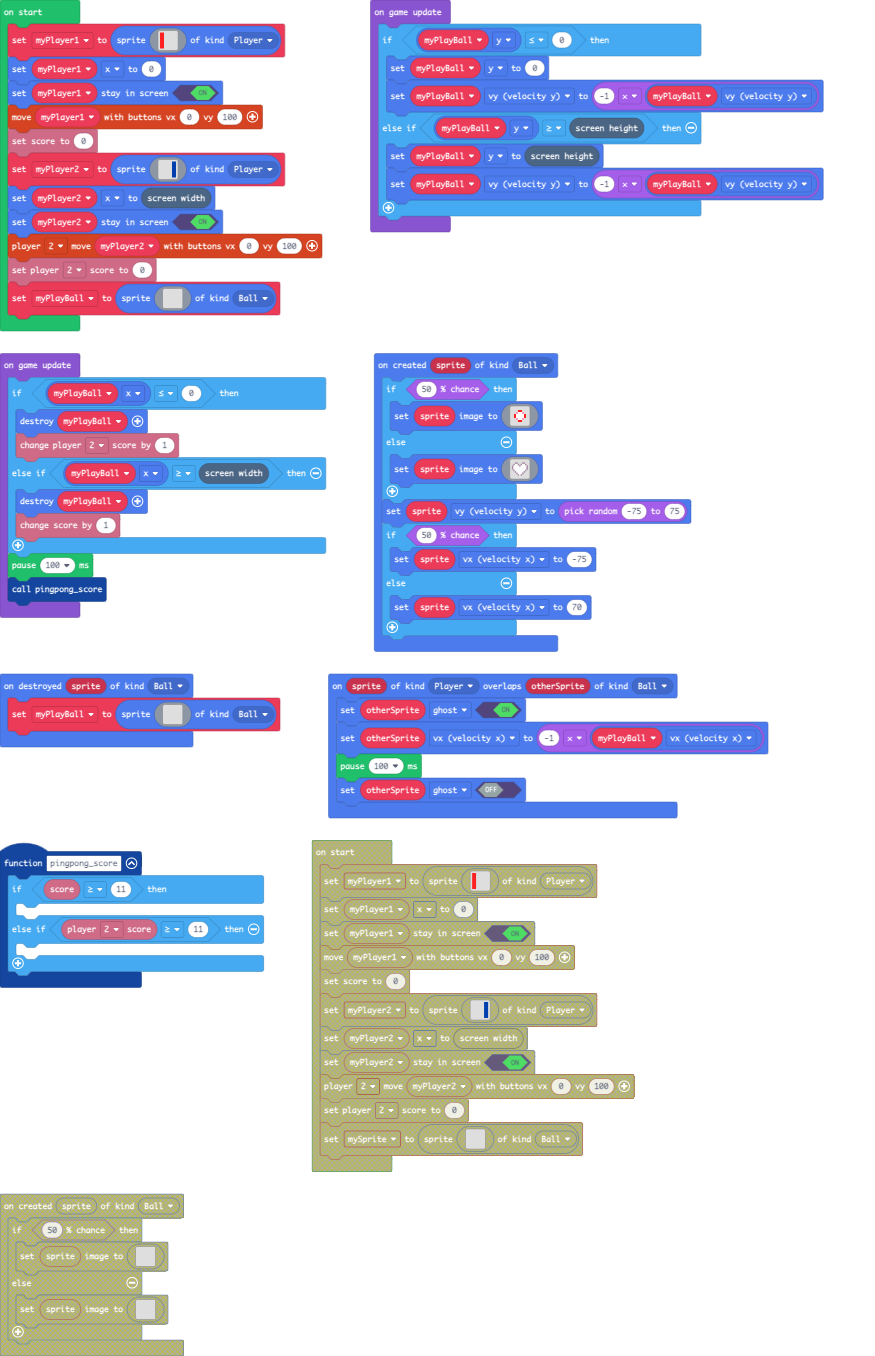 on start
set myPlayer1 to sprite of kind Player
set myPlayer1 x to 0
set myPlayer1 stay in screen ON
move myPlayer1 with buttons vx 0 vy 100
set score to 0
set myPlayer2 to sprite of kind Player
set myPlayer2 x to screen width
set myPlayer2 stay in screen ON
player 2 move myPlayer2 with buttons vx 0 vy 100
set player 2 score to 0
set myPlayBall to sprite of kind Ball
on game update
if myPlayBall y ≤ 0 then
set myPlayBall y to 0
set myPlayBall vy (velocity y) to -1 × myPlayBall vy (velocity y)
else if myPlayBall y ≥ screen height then
set myPlayBall y to screen height
set myPlayBall vy (velocity y) to -1 × myPlayBall vy (velocity y)
on game update
if myPlayBall x ≤ 0 then
destroy myPlayBall
change player 2 score by 1
else if myPlayBall x ≥ screen width then
destroy myPlayBall
change score by 1
pause 100 ms
call pingpong_score
on created sprite of kind Ball
if 50 % chance then
set sprite image to
else
set sprite image to
set sprite vy (velocity y) to pick random -75 to 75
if 50 % chance then
set sprite vx (velocity x) to -75
else
set sprite vx (velocity x) to 70
on destroyed sprite of kind Ball
set myPlayBall to sprite of kind Ball
on sprite of kind Player overlaps otherSprite of kind Ball
set otherSprite ghost ON
set otherSprite vx (velocity x) to -1 × myPlayBall vx (velocity x)
pause 100 ms
set otherSprite ghost OFF
function pingpong_score
if score ≥ 11 then
else if player 2 score ≥ 11 then
on start
set myPlayer1 to sprite of kind Player
set myPlayer1 x to 0
set myPlayer1 stay in screen ON
move myPlayer1 with buttons vx 0 vy 100
set score to 0
set myPlayer2 to sprite of kind Player
set myPlayer2 x to screen width
set myPlayer2 stay in screen ON
player 2 move myPlayer2 with buttons vx 0 vy 100
set player 2 score to 0
set mySprite to sprite of kind Ball
on created sprite of kind Ball
if 50 % chance then
set sprite image to
else
set sprite image to